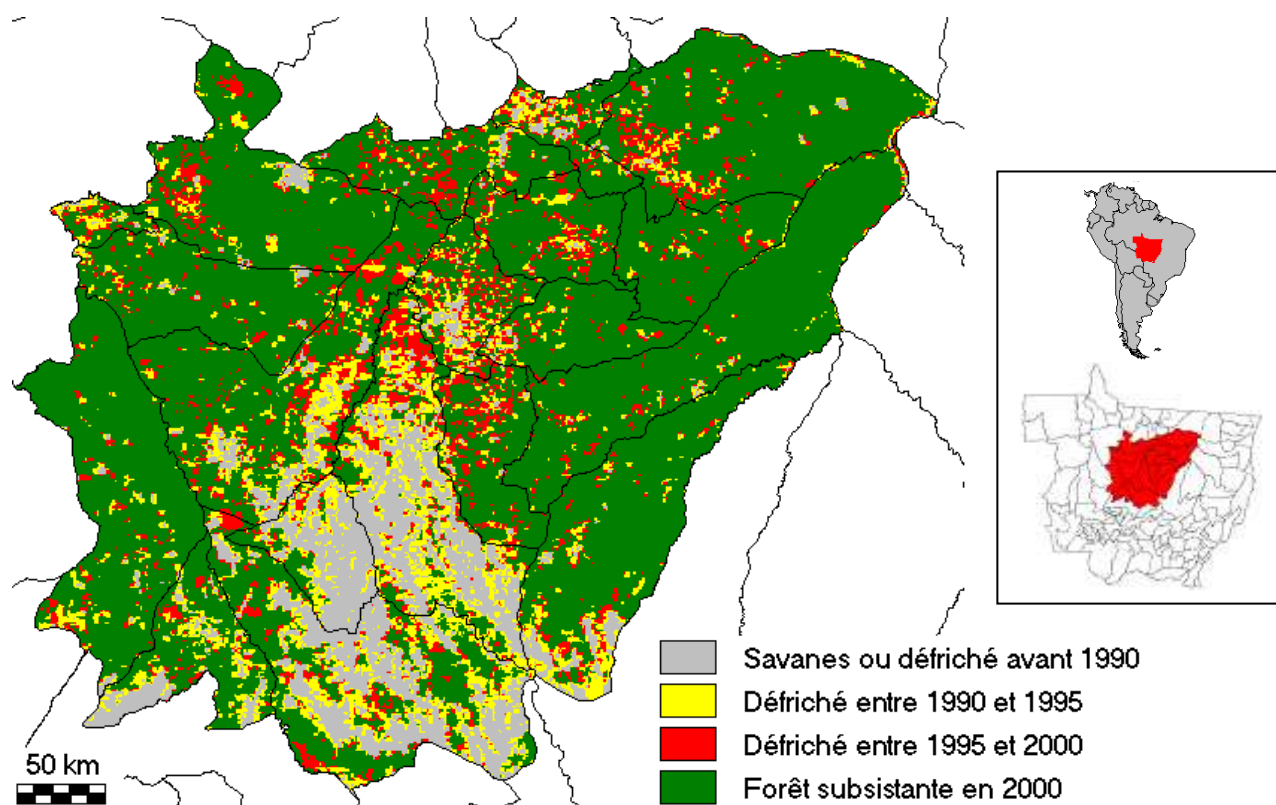 Savanes ou défriché avant 1990
Défriché entre 1990 et 1995
Défriché entre 1995 et 2000
Forêt subsistante en 2000
50 km